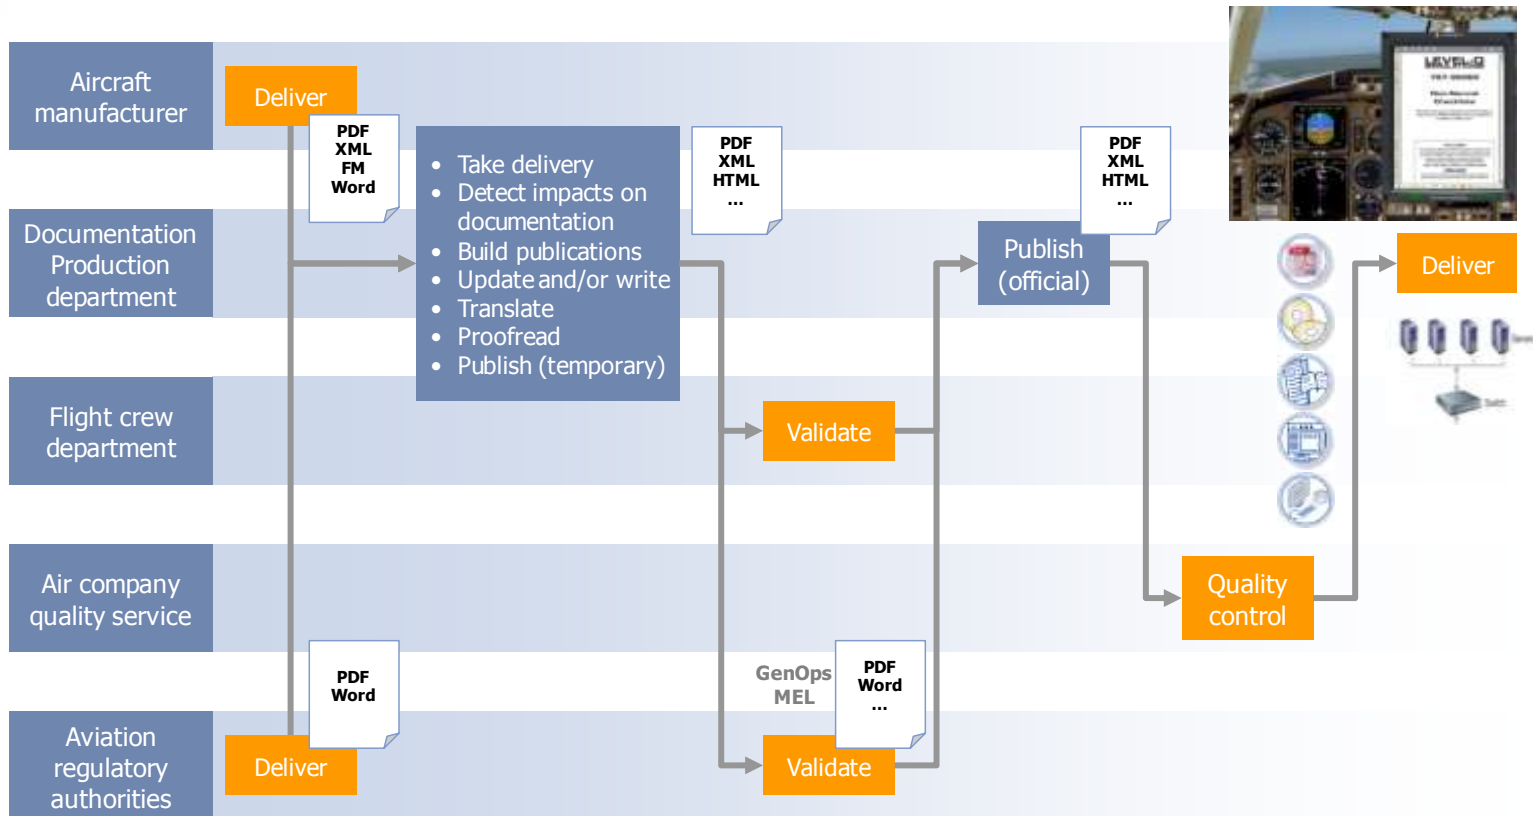 Aircraft
manufacturer
Deliver
PDF
XML
FM
Word
• Take delivery
• Detect impacts on
documentation
• Build publications
• Update and/or write
• Translate
• Proofread
• Publish (temporary)
PDF
XML
HTML
...
PDF
XML
HTML
...
Documentation
Production
department
Publish
(official)
Deliver
Flight crew
department
Validate
Air company
quality service
Quality
control
PDF
Word
GenOps
MEL
PDF
Word
...
Aviation
regulatory
authorities
Deliver
Validate